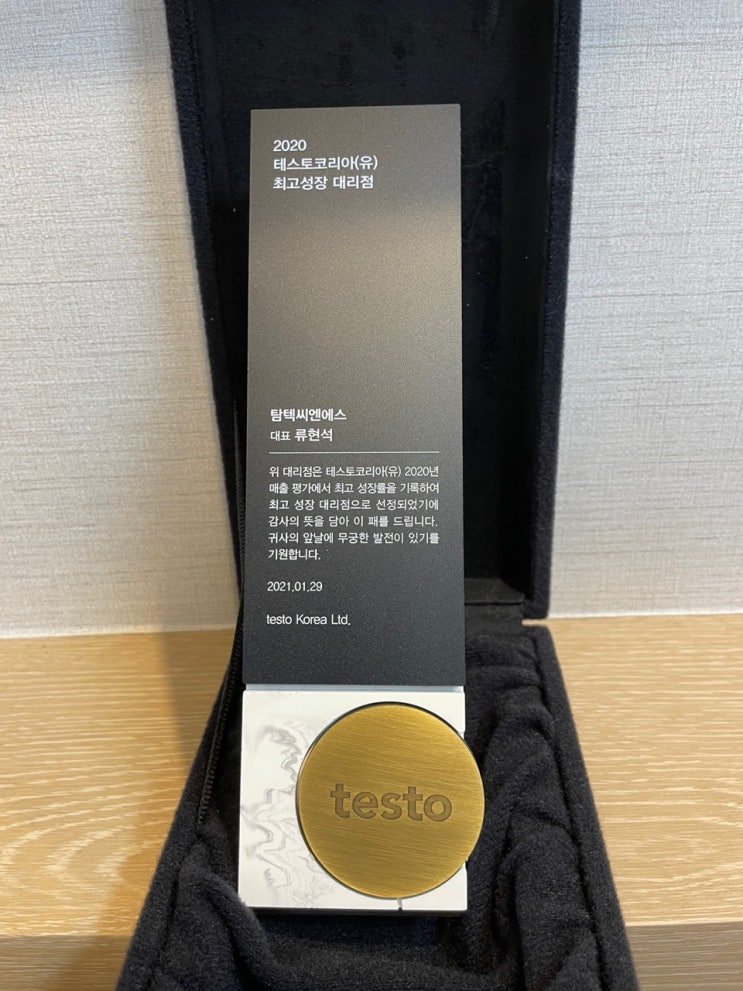 2020
테스토코리아(유)
최고성장 대리점
탐텍씨엔에스
대표 류현석
위 대리점은 테스토코리아(유) 2020년
매출 평가에서 최고 성장률을 기록하여
최고 성장 대리점으로 선정되었기에
감사의 뜻을 담아 이 패를 드립니다.
귀사의 앞날에 무궁한 발전이 있기를
기원합니다.
2021.01.29
testo Korea Ltd.
testo